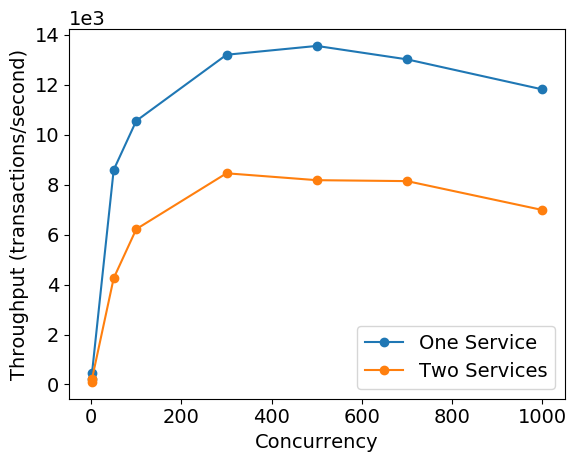 1e3
14
12
10
8
6
4
2
0
Throughput (transactions/second)
One Service
Two Services
0 200 400 600 800 1000
Concurrency